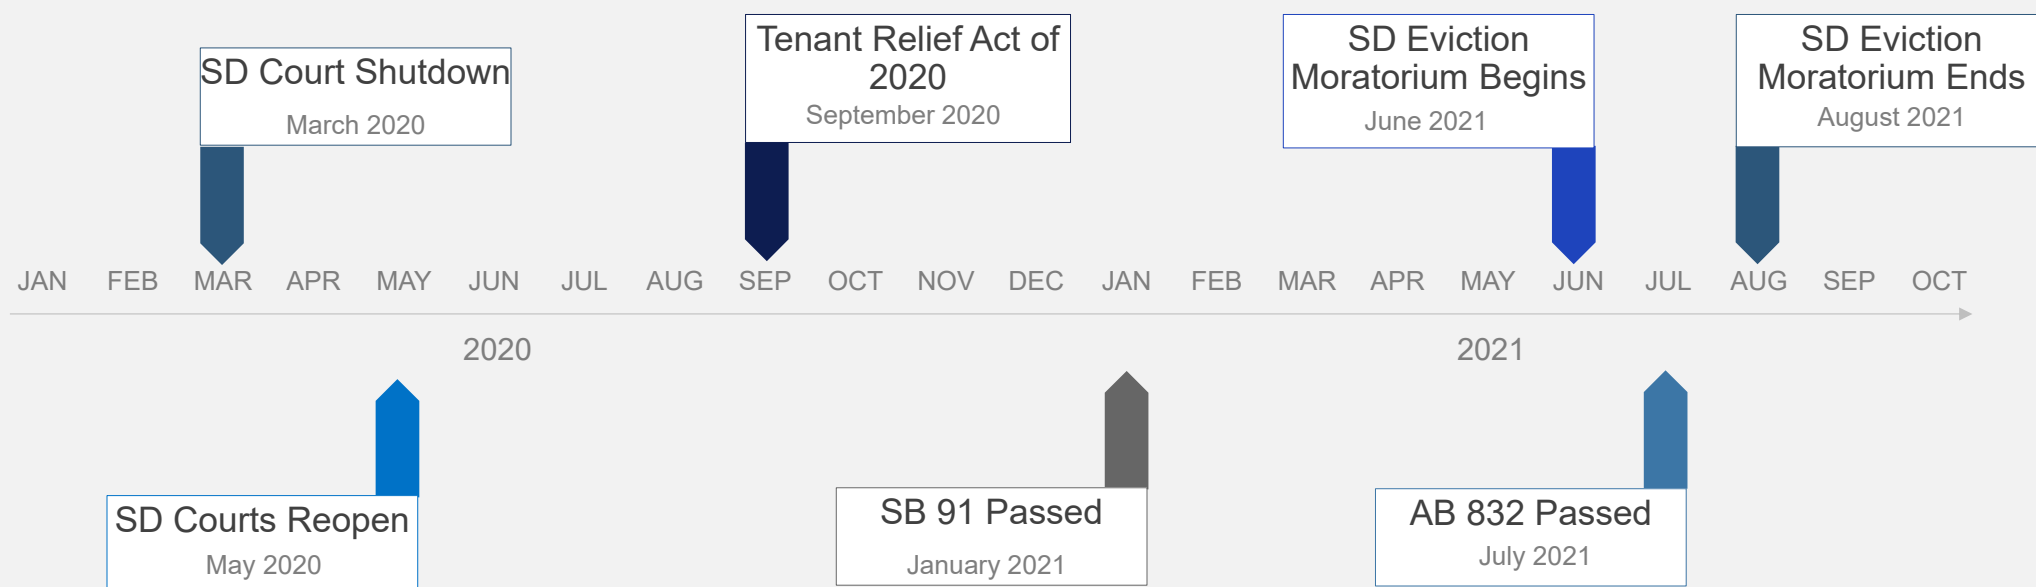 SD Court Shutdown
March 2020
Tenant Relief Act of
2020
September 2020
SD Eviction
Moratorium Begins
June 2021
SD Eviction
Moratorium Ends
August 2021
JAN FEB MAR APR MAY JUN JUL AUG SEP OCT NOV DEC JAN FEB MAR APR MAY JUN JUL AUG SEP OCT
2020 2021
SD Courts Reopen
May 2020
SB 91 Passed
January 2021
AB 832 Passed
July 2021